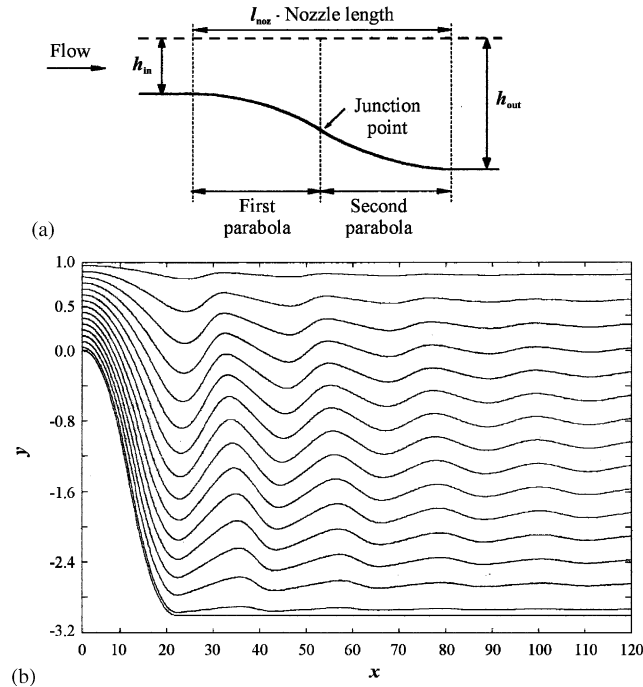 l_noz - Nozzle length
Flow
h_in
Junction
point
h_out
First
parabola
Second
parabola
(a)
1.0
0.5
0.0
-0.8
-1.6
-2.4
-3.2
y
0 10 20 30 40 50 60 70 80 90 100 110 120
x
(b)